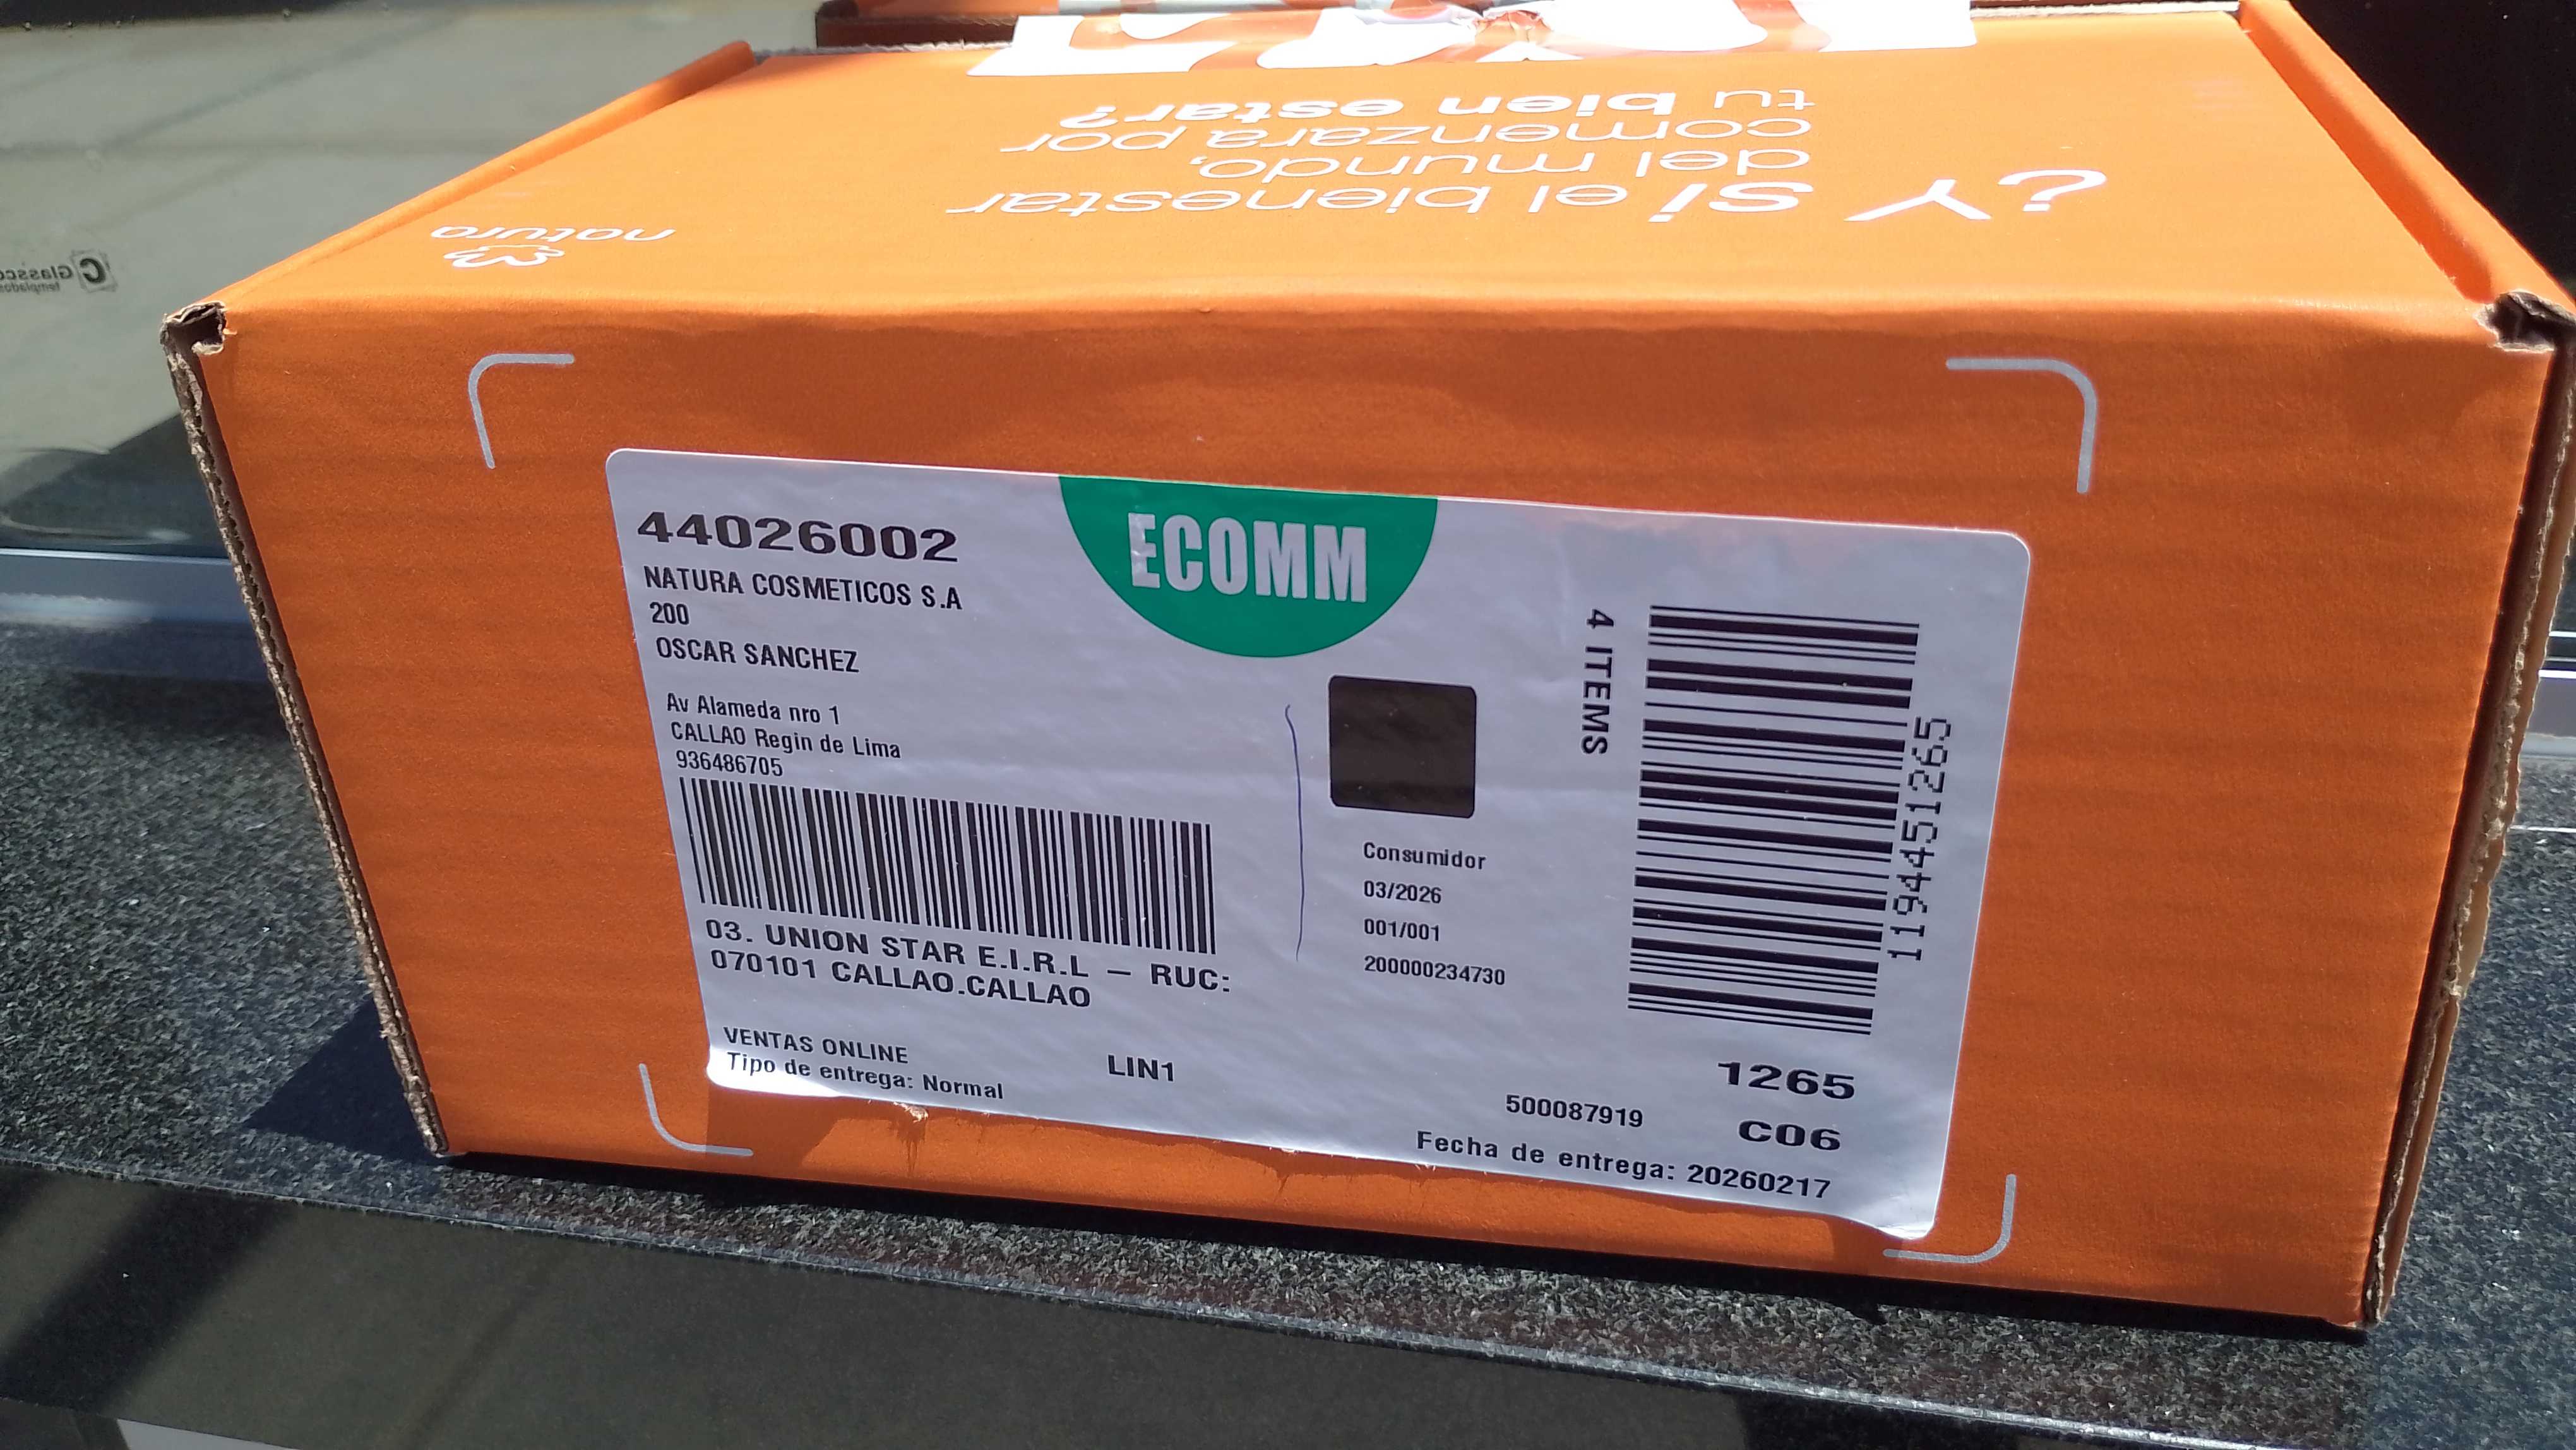 ¿Y si el bienestar
del mundo,
comenzara por
tu bien estar?
natura
Glassco
templados
44026002
NATURA COSMETICOS S.A
200
OSCAR SANCHEZ
Av Alameda nro 1
CALLAO Regin de Lima
936486705
03. UNION STAR E.I.R.L – RUC:
070101 CALLAO.CALLAO
VENTAS ONLINE
Tipo de entrega: Normal
LIN1
ECOMM
Consumidor
03/2026
001/001
200000234730
4 ITEMS
1194451265
1265
500087919
C06
Fecha de entrega: 20260217